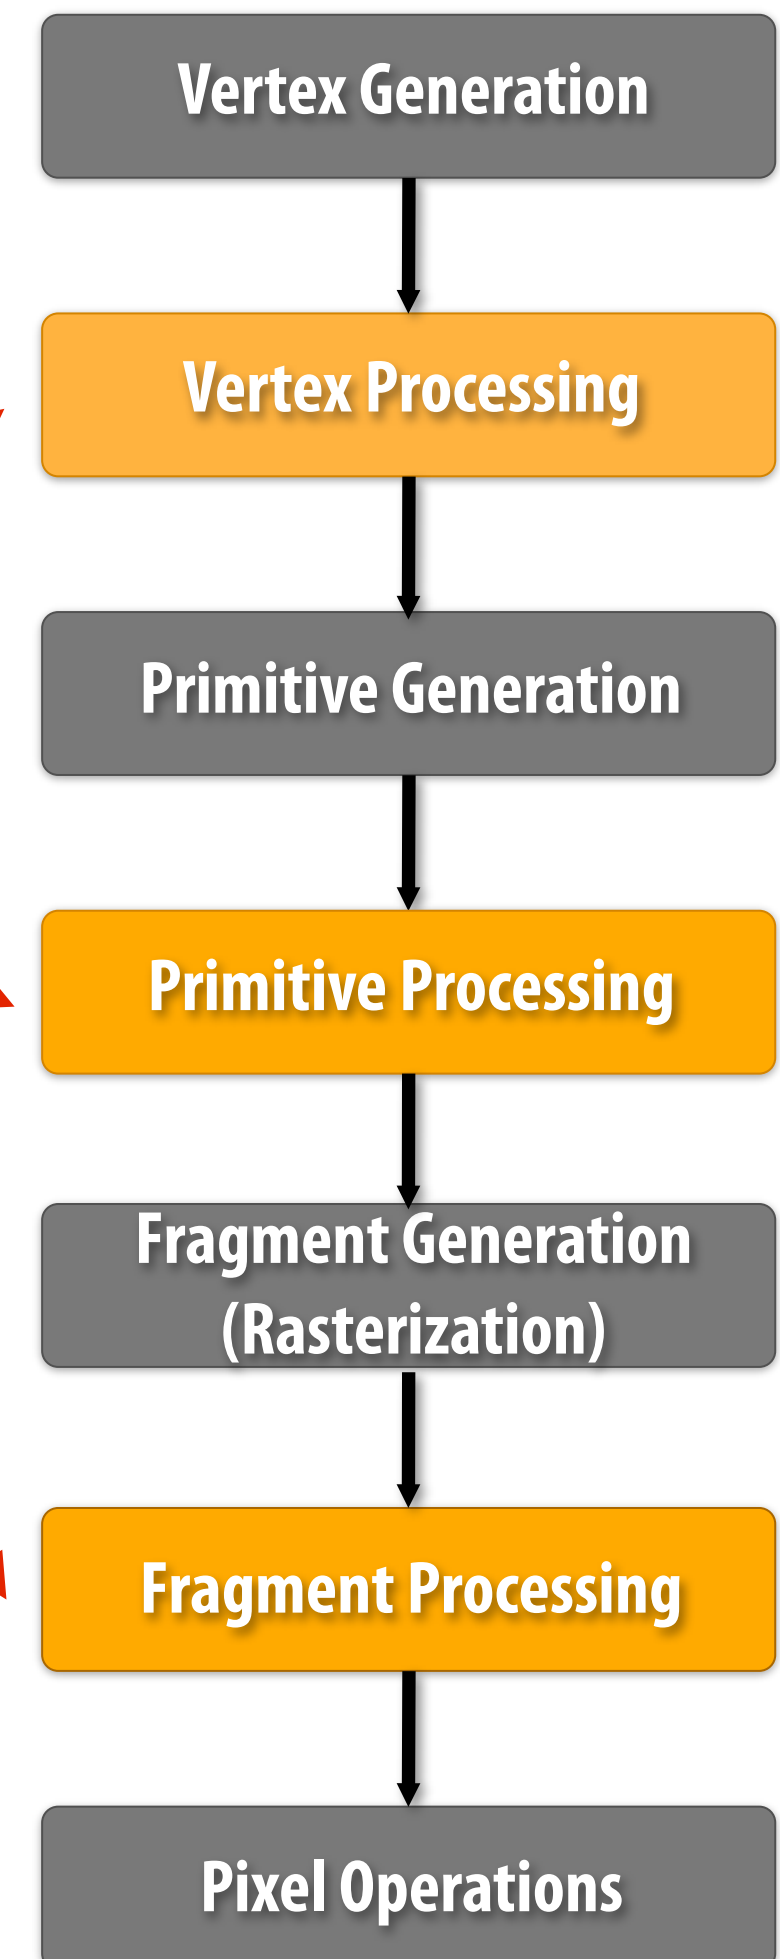 Vertex Generation
Vertex Processing
Primitive Generation
Primitive Processing
Fragment Generation
(Rasterization)
Fragment Processing
Pixel Operations